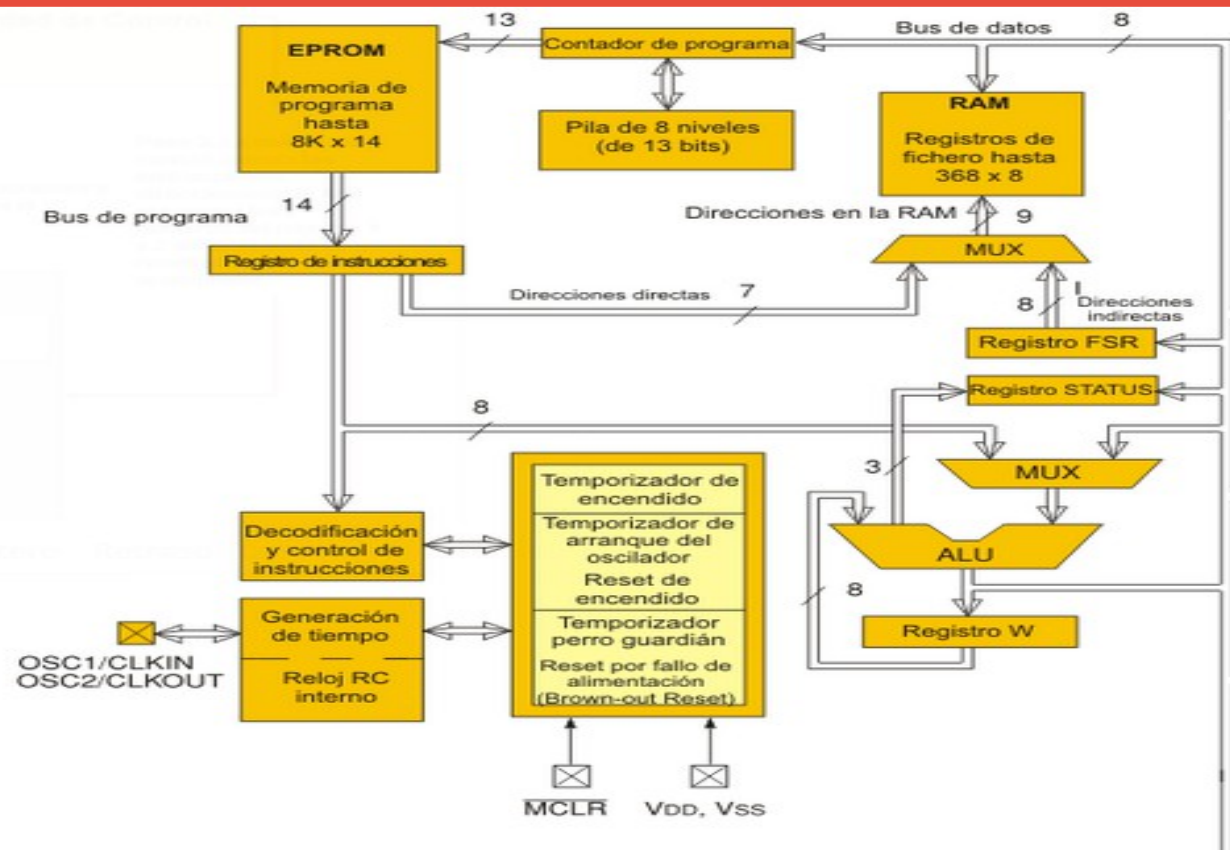 13
Bus de datos
8
EPROM
Memoria de
programa
hasta
8K x 14
Contador de programa
Pila de 8 niveles
(de 13 bits)
RAM
Registros de
fichero hasta
368 x 8
Bus de programa
14
Direcciones en la RAM
9
Registro de instrucciones
MUX
Direcciones directas
7
8
Direcciones
indirectas
Registro FSR
Registro STATUS
8
3
MUX
ALU
8
Registro W
Temporizador de
encendido
Temporizador de
arranque del
oscilador
Reset de
encendido
Temporizador
perro guardián
Reset por fallo de
alimentación
(Brown-out Reset)
Decodificación
y control de
instrucciones
Generación
de tiempo
Reloj RC
interno
OSC1/CLKIN
OSC2/CLKOUT
MCLR
VDD, VSS